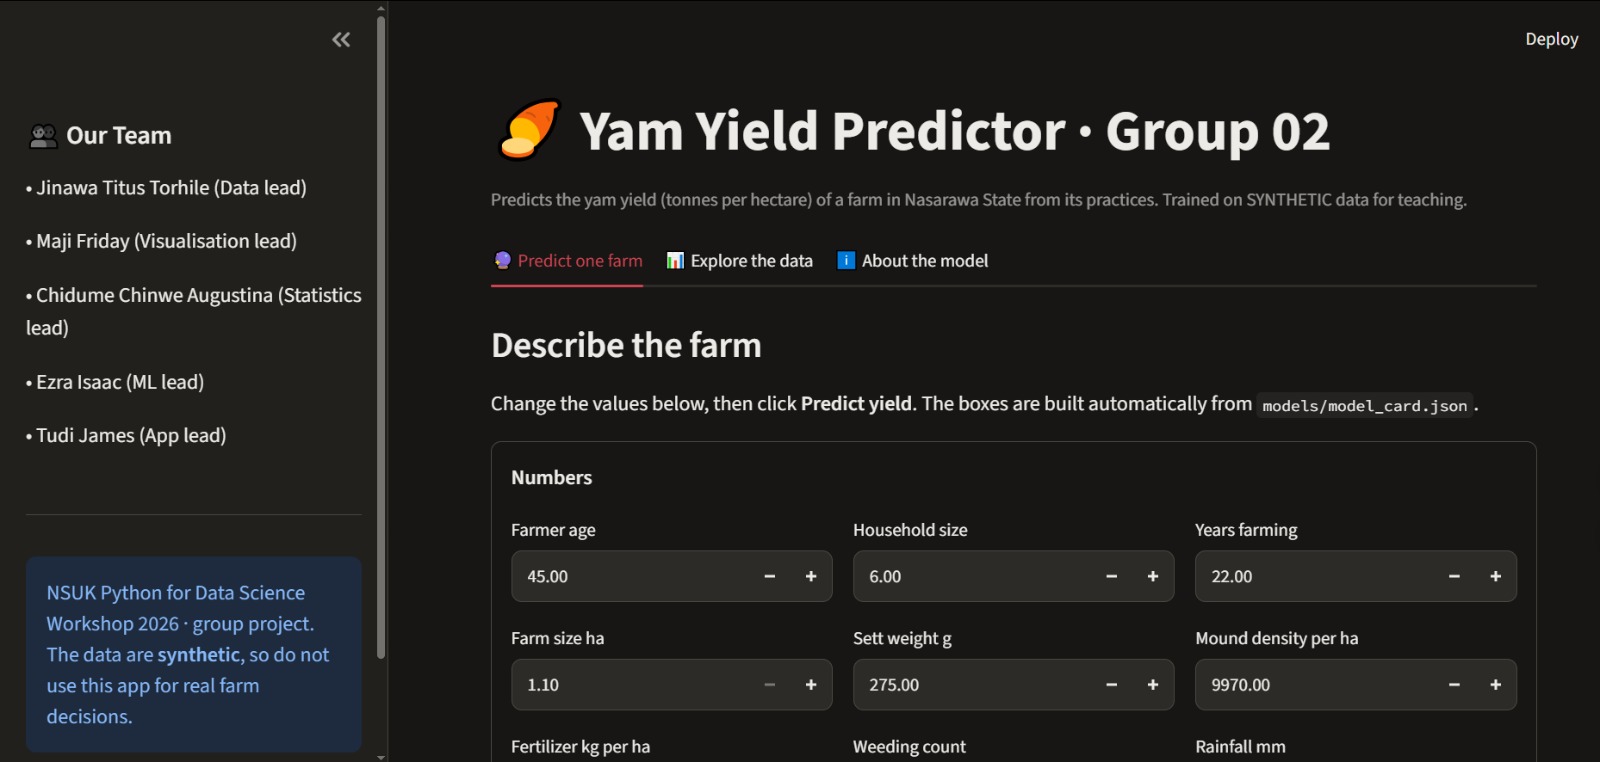 Our Team
• Jinawa Titus Torhile (Data lead)
• Maji Friday (Visualisation lead)
• Chidume Chinwe Augustina (Statistics
lead)
• Ezra Isaac (ML lead)
• Tudi James (App lead)
NSUK Python for Data Science
Workshop 2026 · group project.
The data are synthetic, so do not
use this app for real farm
decisions.
Deploy
Yam Yield Predictor · Group 02
Predicts the yam yield (tonnes per hectare) of a farm in Nasarawa State from its practices. Trained on SYNTHETIC data for teaching.
Predict one farm Explore the data About the model
Describe the farm
Change the values below, then click Predict yield. The boxes are built automatically from models/model_card.json.
Numbers
Farmer age Household size Years farming
45.00 − + 6.00 − + 22.00 − +
Farm size ha Sett weight g Mound density per ha
1.10 − + 275.00 − + 9970.00 − +
Fertilizer kg per ha Weeding count Rainfall mm